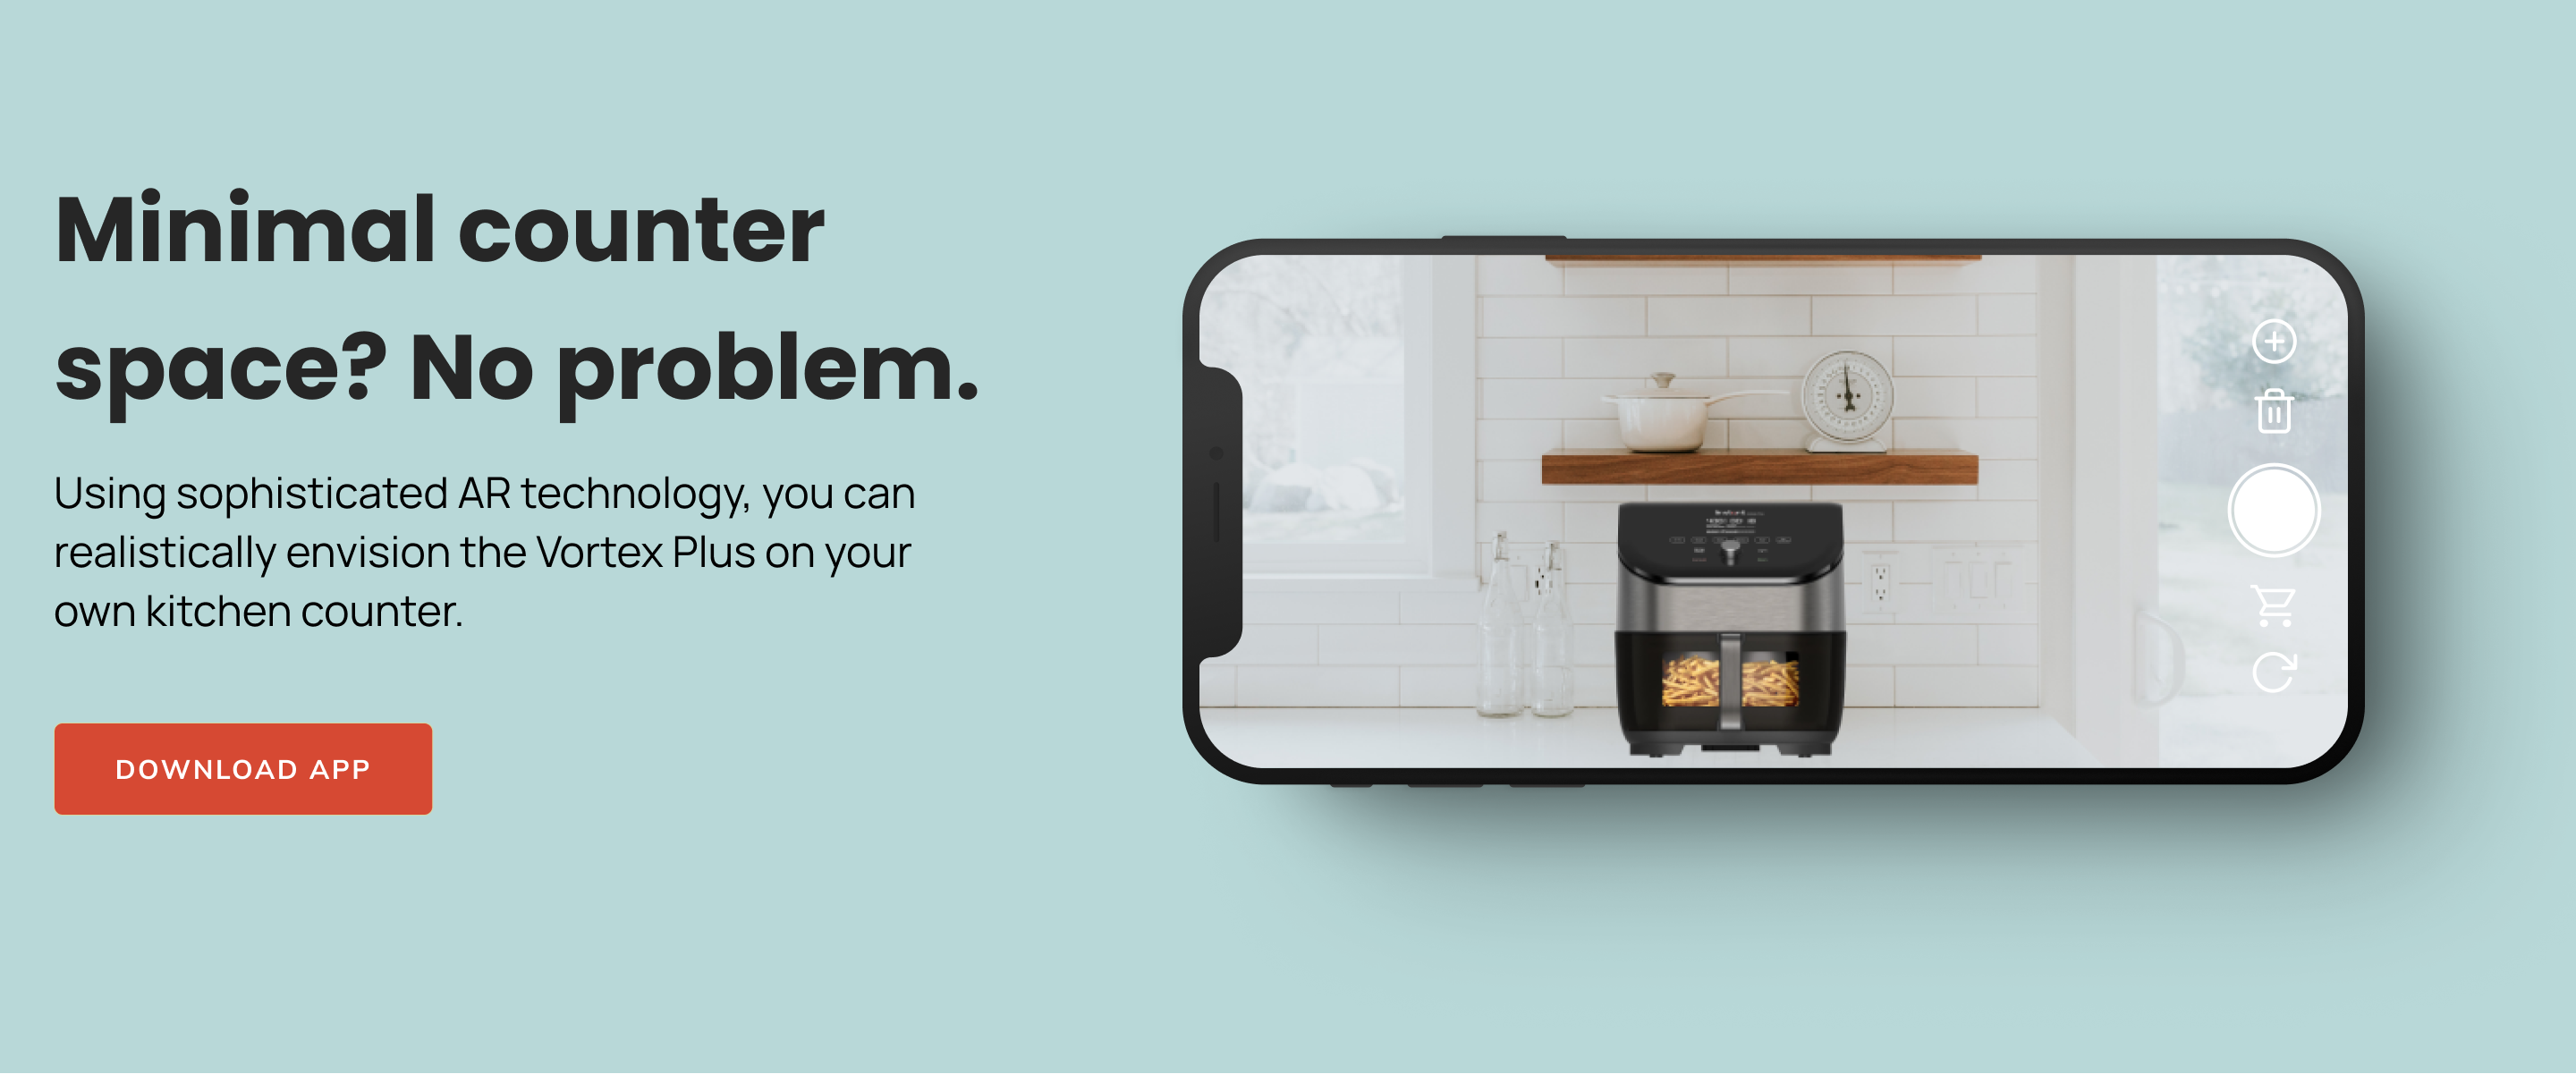 Minimal counter
space? No problem.
Using sophisticated AR technology, you can
realistically envision the Vortex Plus on your
own kitchen counter.
DOWNLOAD APP